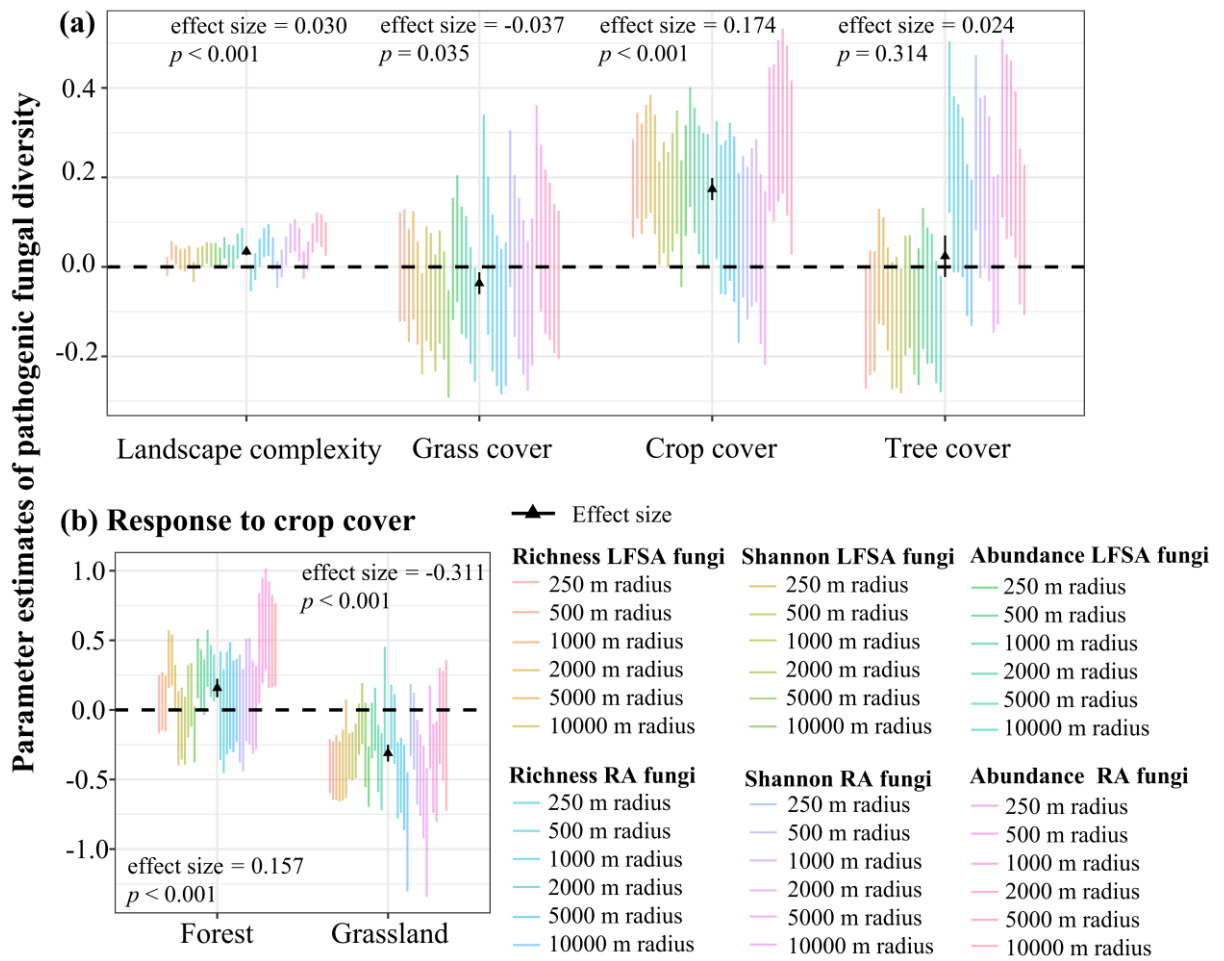 Parameter estimates of pathogenic fungal diversity
(a)
effect size = 0.030
p < 0.001
effect size = -0.037
p = 0.035
effect size = 0.174
p < 0.001
effect size = 0.024
p = 0.314
0.4
0.2
0.0
-0.2
Landscape complexity
Grass cover
Crop cover
Tree cover
(b) Response to crop cover
1.0
0.5
0.0
-0.5
-1.0
effect size = -0.311
p < 0.001
effect size = 0.157
p < 0.001
Forest
Grassland
Effect size
Richness LFSA fungi
250 m radius
500 m radius
1000 m radius
2000 m radius
5000 m radius
10000 m radius
Shannon LFSA fungi
250 m radius
500 m radius
1000 m radius
2000 m radius
5000 m radius
10000 m radius
Abundance LFSA fungi
250 m radius
500 m radius
1000 m radius
2000 m radius
5000 m radius
10000 m radius
Richness RA fungi
250 m radius
500 m radius
1000 m radius
2000 m radius
5000 m radius
10000 m radius
Shannon RA fungi
250 m radius
500 m radius
1000 m radius
2000 m radius
5000 m radius
10000 m radius
Abundance RA fungi
250 m radius
500 m radius
1000 m radius
2000 m radius
5000 m radius
10000 m radius